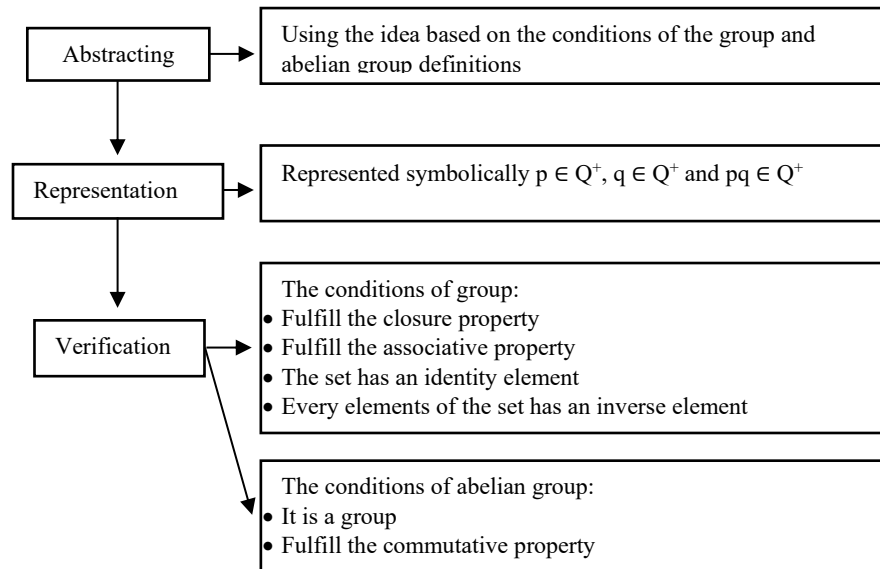 Abstracting
Using the idea based on the conditions of the group and
abelian group definitions
Representation
Represented symbolically p ∈ Q⁺, q ∈ Q⁺ and pq ∈ Q⁺
Verification
The conditions of group:
• Fulfill the closure property
• Fulfill the associative property
• The set has an identity element
• Every elements of the set has an inverse element
The conditions of abelian group:
• It is a group
• Fulfill the commutative property